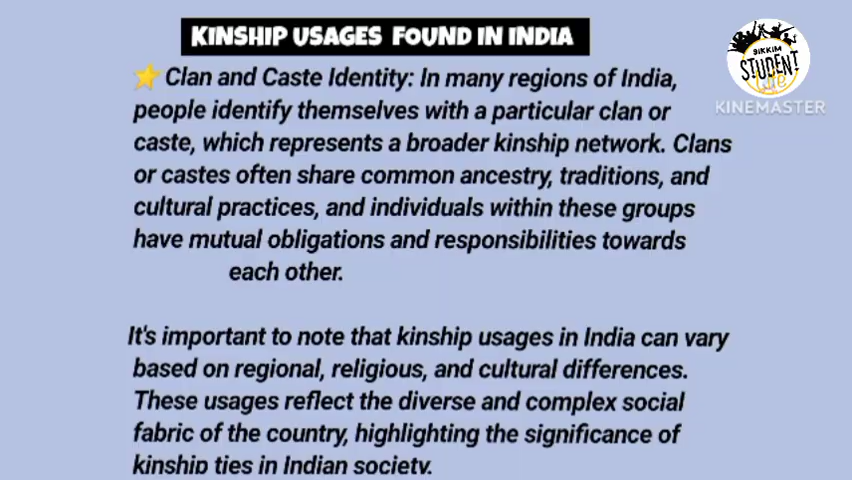 KINSHIP USAGES FOUND IN INDIA
SIKKIM
STUDENT
Life
KINEMASTER
Clan and Caste Identity: In many regions of India,
people identify themselves with a particular clan or
caste, which represents a broader kinship network. Clans
or castes often share common ancestry, traditions, and
cultural practices, and individuals within these groups
have mutual obligations and responsibilities towards
each other.
It's important to note that kinship usages in India can vary
based on regional, religious, and cultural differences.
These usages reflect the diverse and complex social
fabric of the country, highlighting the significance of
kinship ties in Indian society.